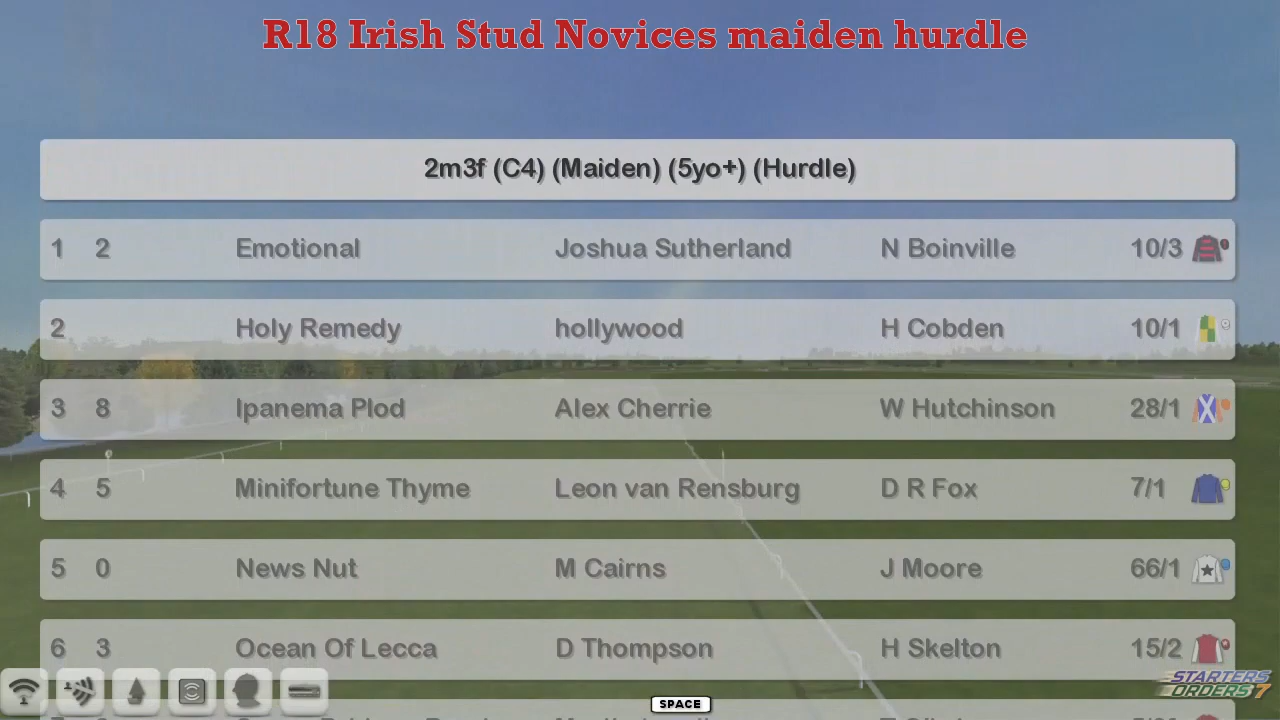 R18 Irish Stud Novices maiden hurdle
2m3f (C4) (Maiden) (5yo+) (Hurdle)
1 2 Emotional Joshua Sutherland N Boinville 10/3
2 Holy Remedy hollywood H Cobden 10/1
3 8 Ipanema Plod Alex Cherrie W Hutchinson 28/1
4 5 Minifortune Thyme Leon van Rensburg D R Fox 7/1
5 0 News Nut M Cairns J Moore 66/1
6 3 Ocean Of Lecca D Thompson H Skelton 15/2
STARTERS
ORDERS 7
SPACE